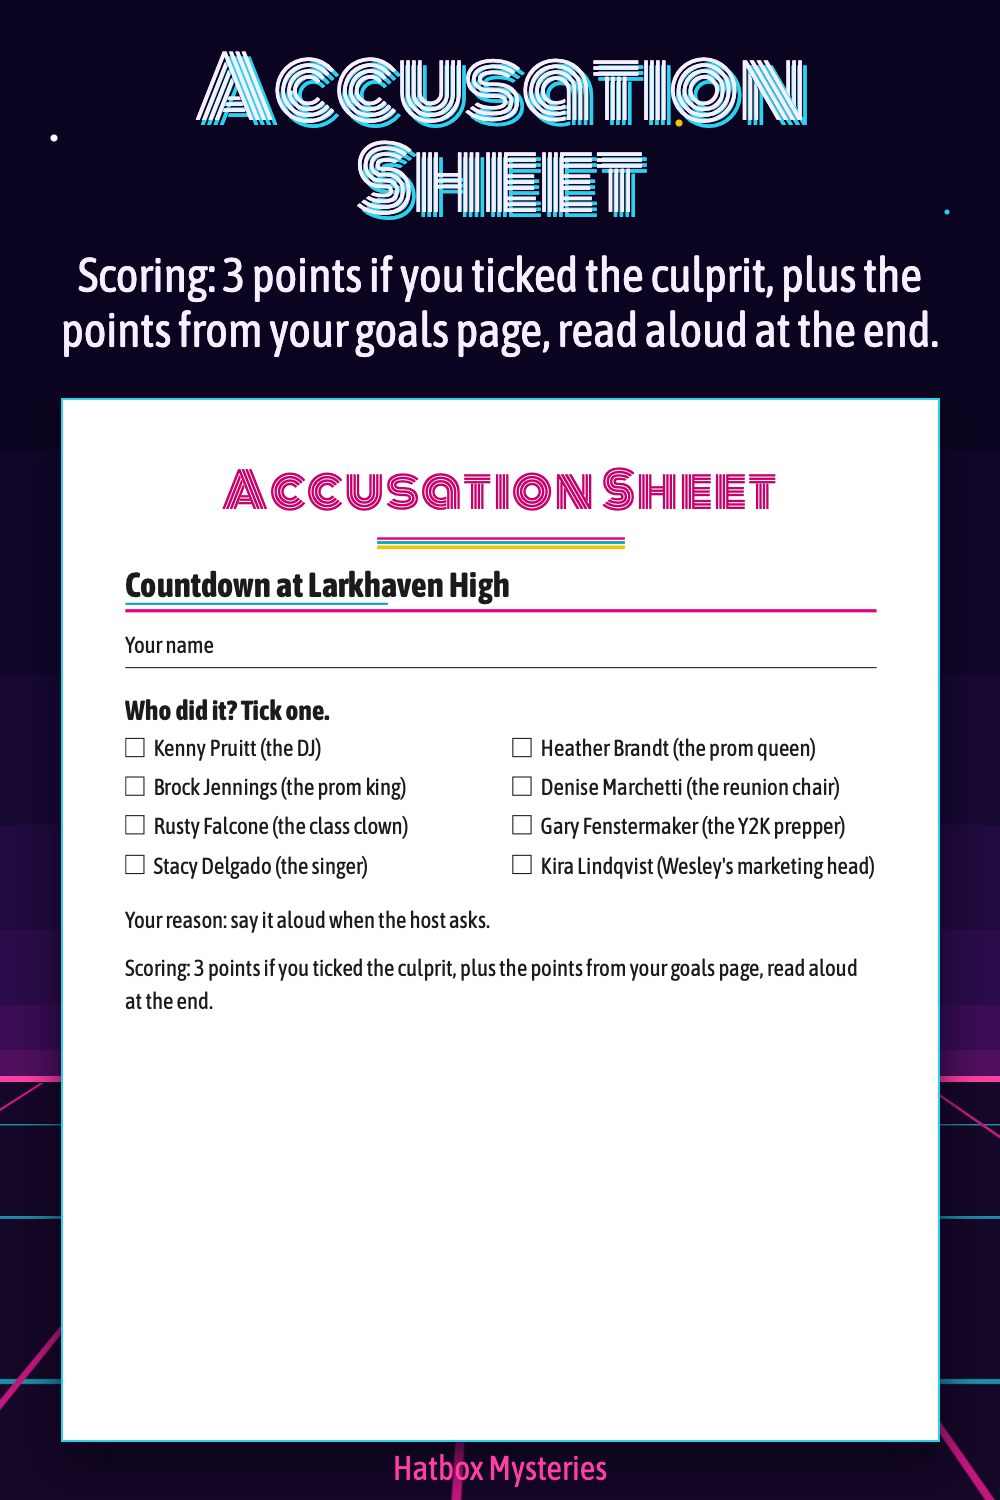 Accusation
Sheet
Scoring: 3 points if you ticked the culprit, plus the
points from your goals page, read aloud at the end.
Accusation Sheet
Countdown at Larkhaven High
Your name
Who did it? Tick one.
Kenny Pruitt (the DJ)
Brock Jennings (the prom king)
Rusty Falcone (the class clown)
Stacy Delgado (the singer)
Heather Brandt (the prom queen)
Denise Marchetti (the reunion chair)
Gary Fenstermaker (the Y2K prepper)
Kira Lindqvist (Wesley's marketing head)
Your reason: say it aloud when the host asks.
Scoring: 3 points if you ticked the culprit, plus the points from your goals page, read aloud
at the end.
Hatbox Mysteries